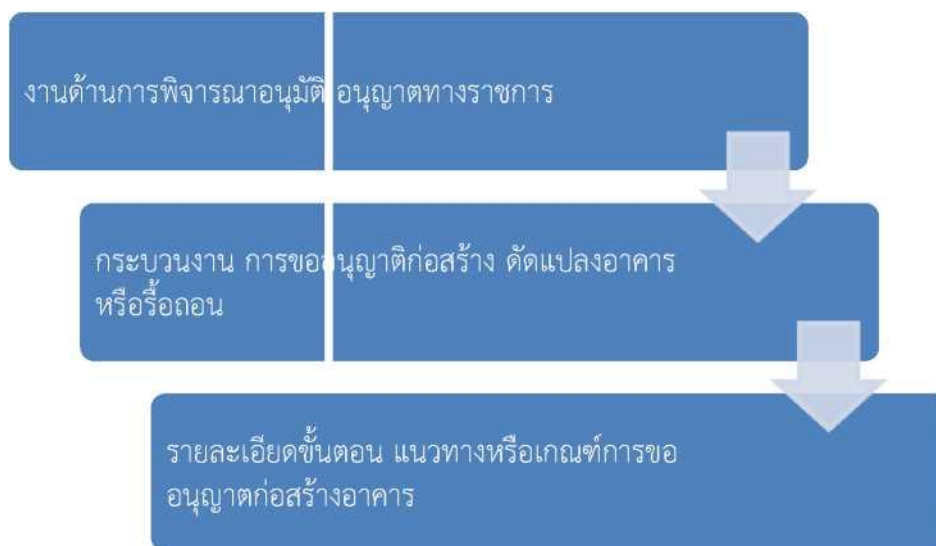 งานด้านการพิจารณาอนุมัติ อนุญาตทางราชการ
กระบวนงาน การขออนุญาติก่อสร้าง ดัดแปลงอาคาร
หรือรื้อถอน
รายละเอียดขั้นตอน แนวทางหรือเกณฑ์การขอ
อนุญาตก่อสร้างอาคาร